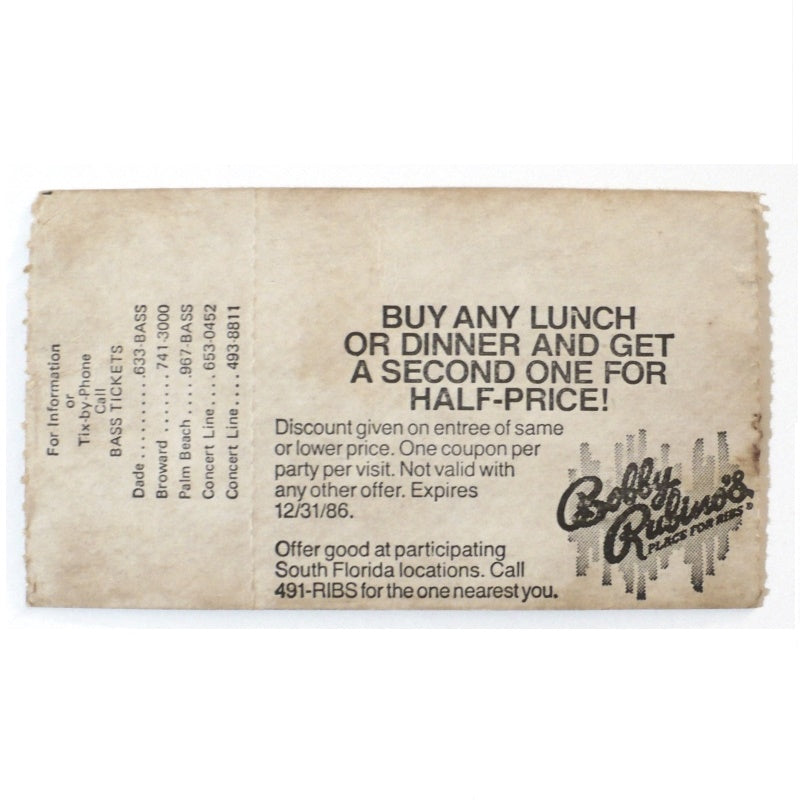 For Information
or
Tix-by-Phone
Call
BASS TICKETS
Dade..........633-BASS
Broward........741-3000
Palm Beach.....967-BASS
Concert Line....653-0452
Concert Line....493-8811
BUY ANY LUNCH
OR DINNER AND GET
A SECOND ONE FOR
HALF-PRICE!
Discount given on entree of same
or lower price. One coupon per
party per visit. Not valid with
any other offer. Expires
12/31/86.
Offer good at participating
South Florida locations. Call
491-RIBS for the one nearest you.
Bobby
Rubino's
PLACE FOR RIBS®